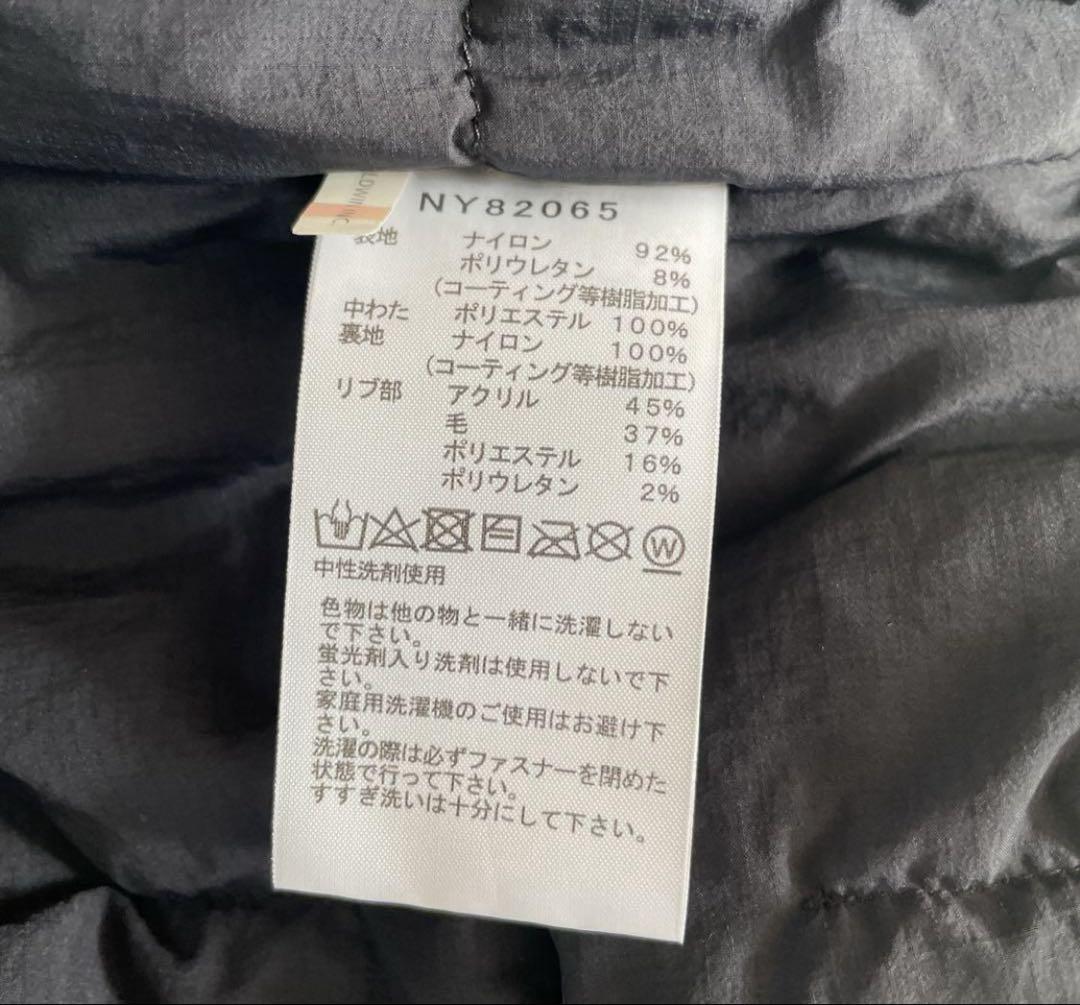 NY82065
表地 ナイロン 92%
ポリウレタン 8%
(コーティング等樹脂加工)
中わた ポリエステル 100%
裏地 ナイロン 100%
(コーティング等樹脂加工)
リブ部 アクリル 45%
毛 37%
ポリエステル 16%
ポリウレタン 2%
W
中性洗剤使用
色物は他の物と一緒に洗濯しない
で下さい。
蛍光剤入り洗剤は使用しないで下
さい。
家庭用洗濯機のご使用はお避け下
さい。
洗濯の際は必ずファスナーを閉めた
状態で行って下さい。
すすぎ洗いは十分にして下さい。